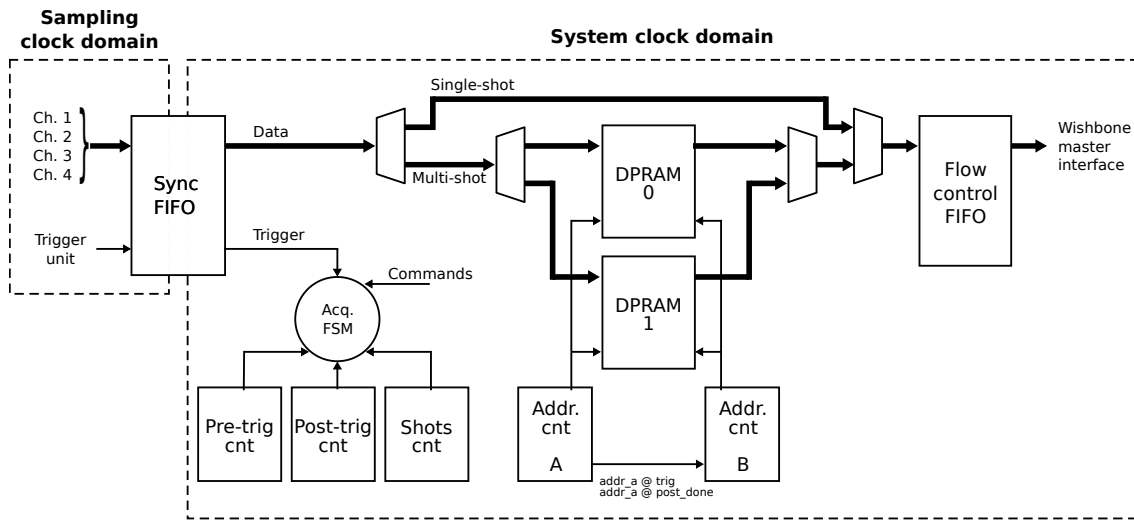 Sampling
clock domain
System clock domain
Single-shot
Ch. 1
Ch. 2
Ch. 3
Ch. 4
Data
Multi-shot
Sync
FIFO
DPRAM
0
Flow
control
FIFO
Wishbone
master
interface
Trigger
unit
Trigger
Commands
Acq.
FSM
DPRAM
1
Pre-trig
cnt
Post-trig
cnt
Shots
cnt
Addr.
cnt
A
Addr.
cnt
B
addr_a @ trig
addr_a @ post_done